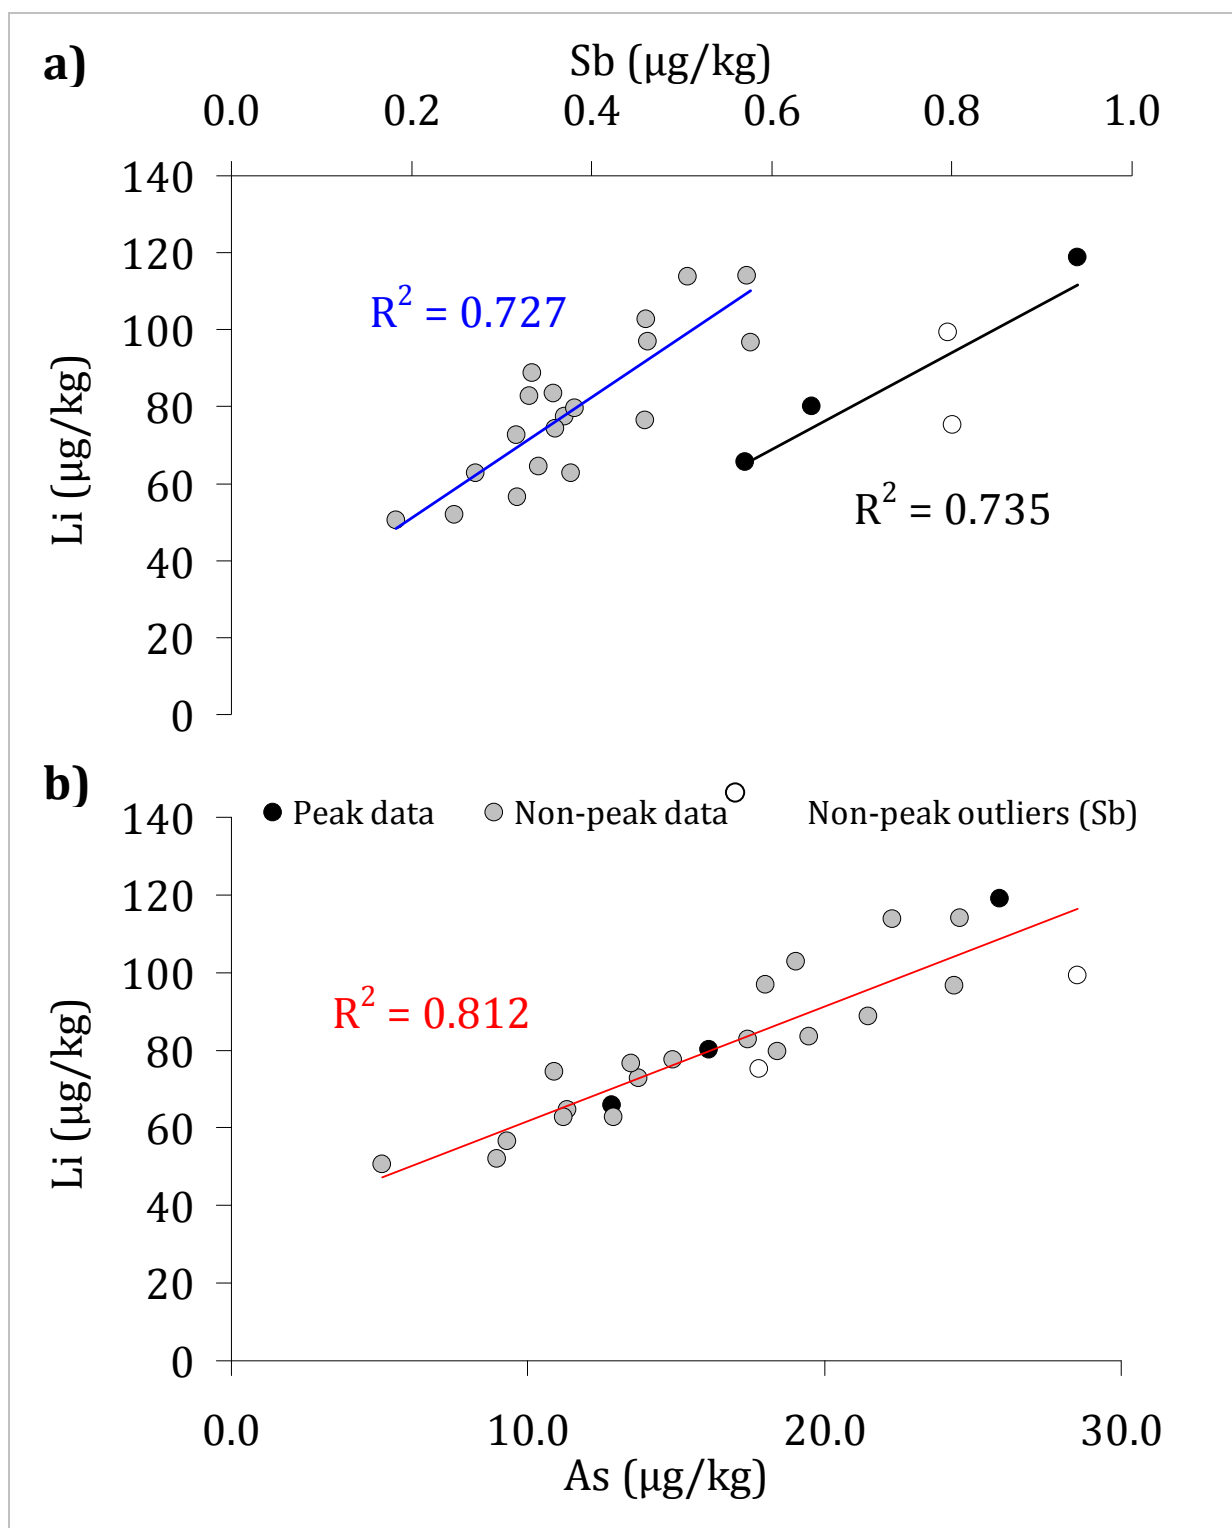 a)
Sb (μg/kg)
0.0 0.2 0.4 0.6 0.8 1.0
140
120
100
80
60
40
20
0
Li (μg/kg)
R² = 0.727
R² = 0.735
b)
Peak data Non-peak data Non-peak outliers (Sb)
140
120
100
80
60
40
20
0
Li (μg/kg)
R² = 0.812
0.0 10.0 20.0 30.0
As (μg/kg)